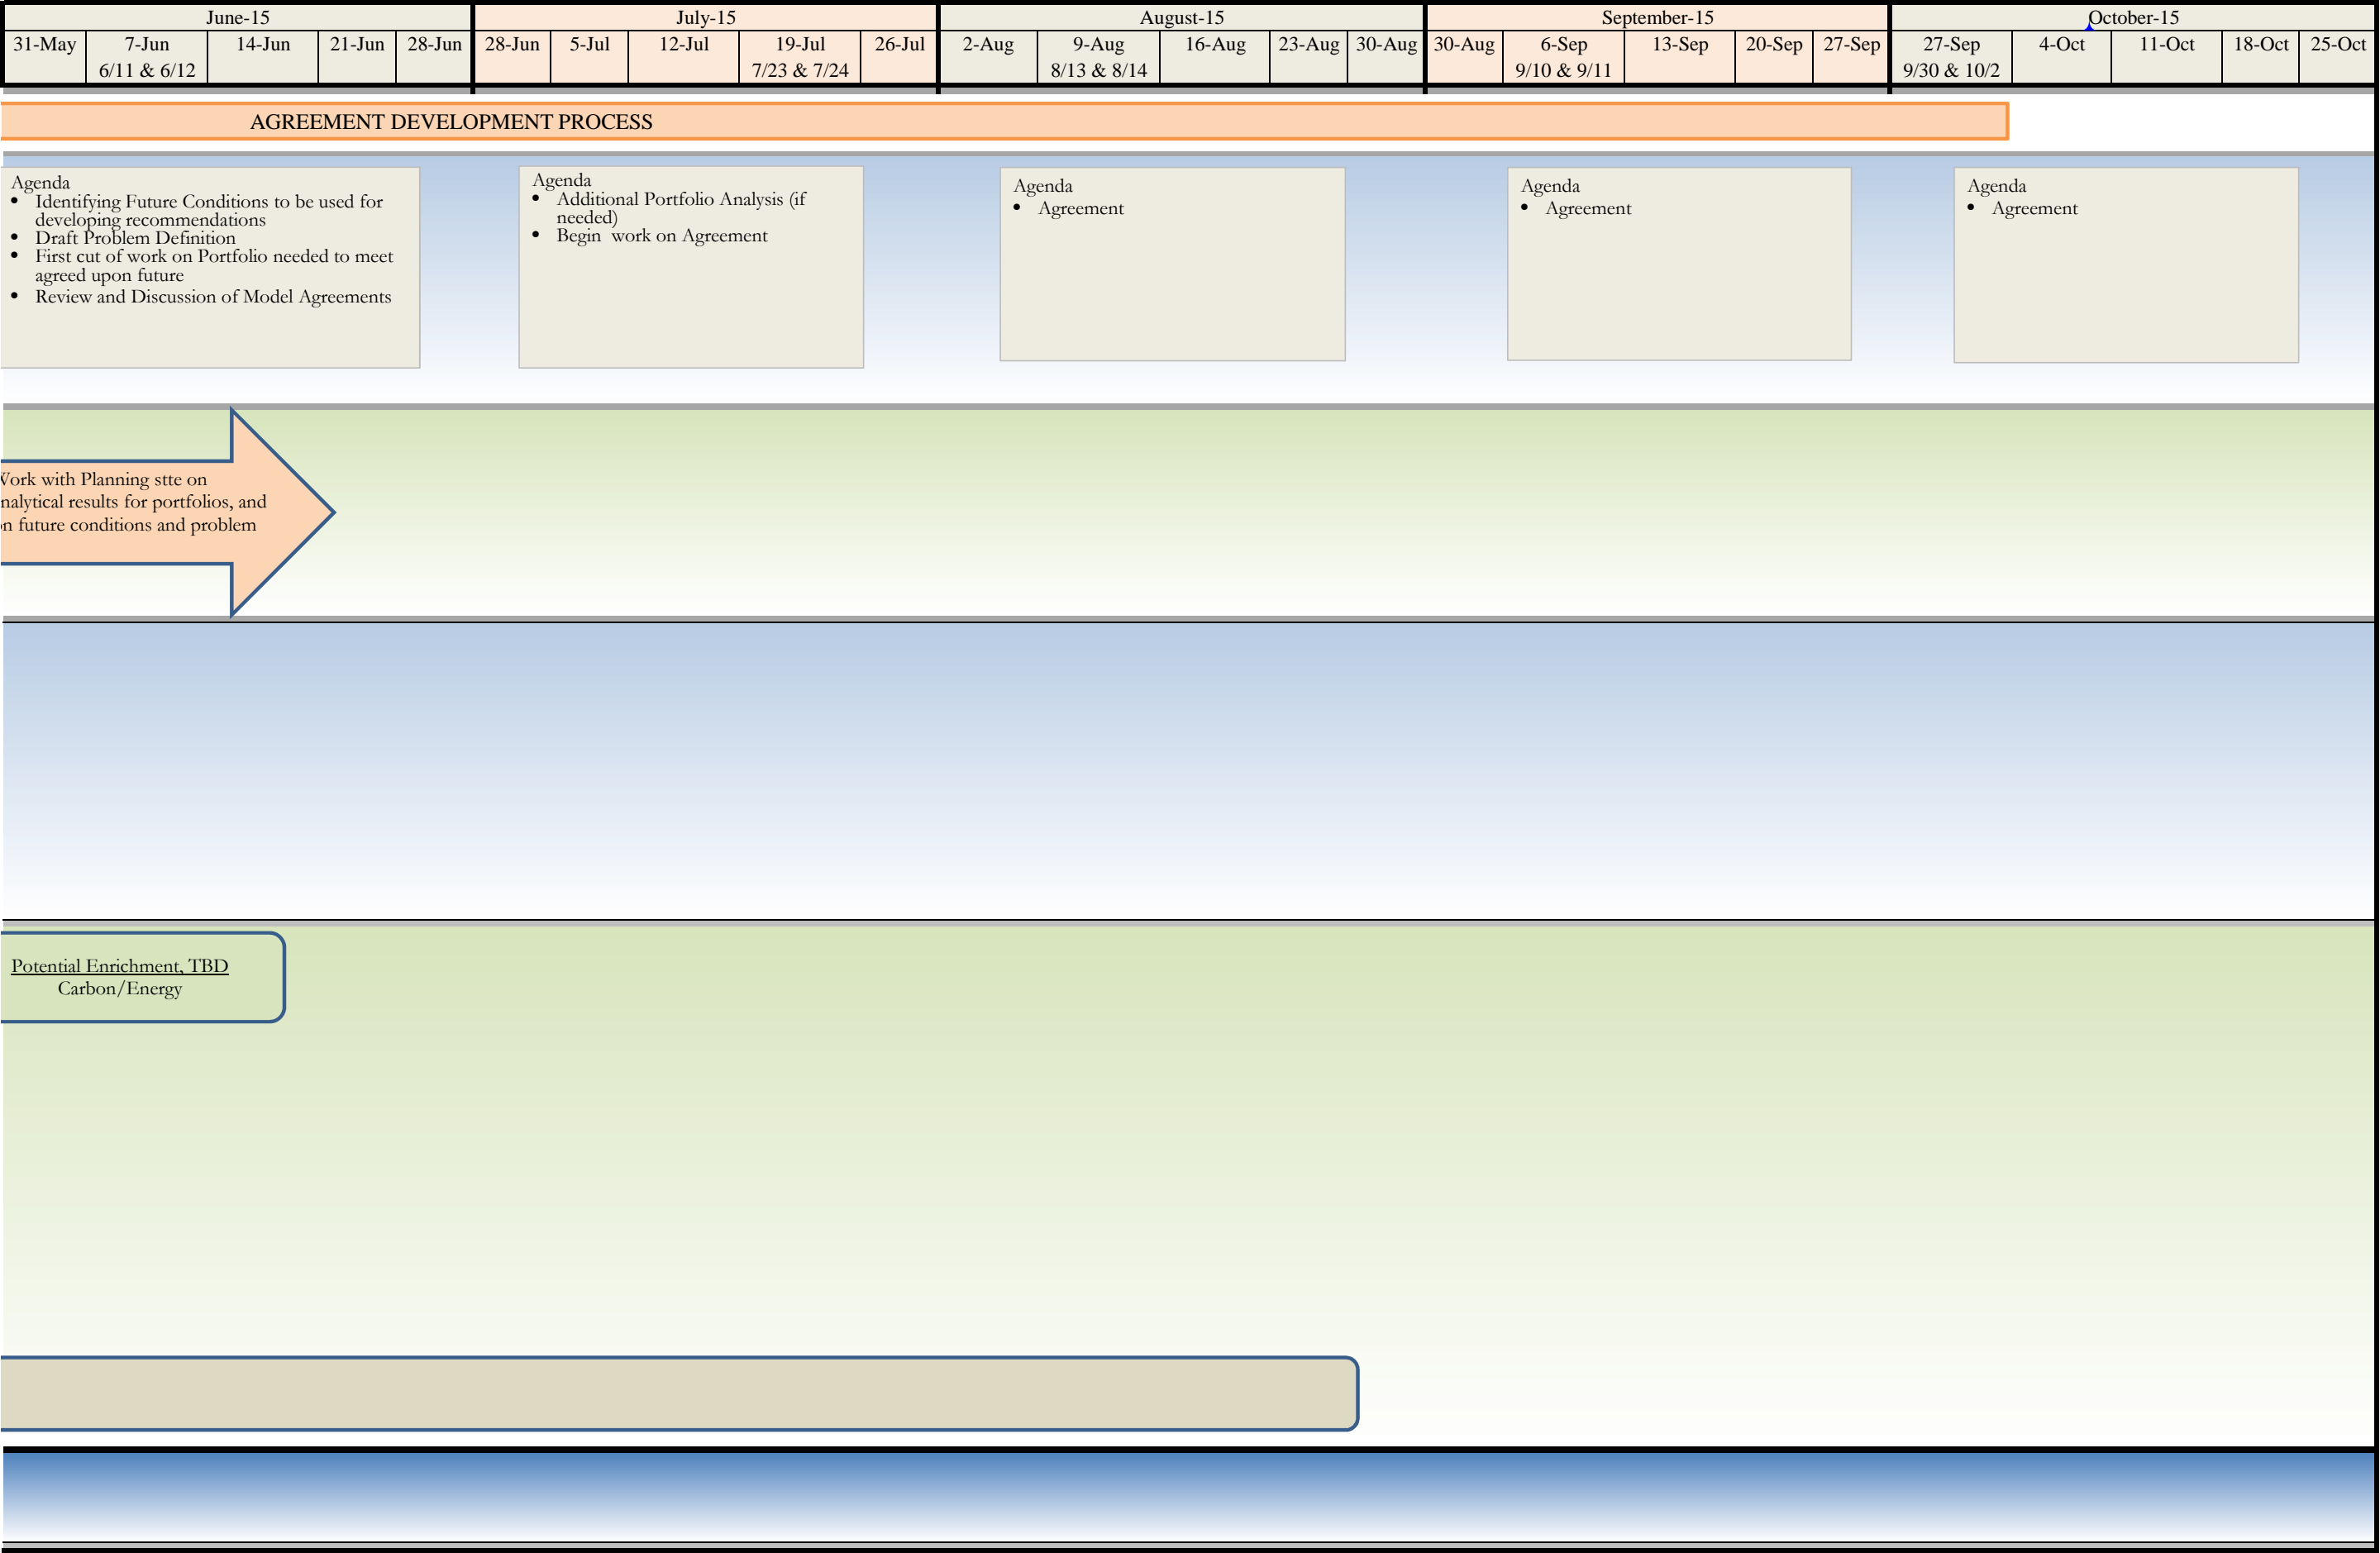 June-15 July-15 August-15 September-15 October-15
31-May 7-Jun 14-Jun 21-Jun 28-Jun 28-Jun 5-Jul 12-Jul 19-Jul 26-Jul 2-Aug 9-Aug 16-Aug 23-Aug 30-Aug 30-Aug 6-Sep 13-Sep 20-Sep 27-Sep 27-Sep 4-Oct 11-Oct 18-Oct 25-Oct
6/11 & 6/12 7/23 & 7/24 8/13 & 8/14 9/10 & 9/11 9/30 & 10/2
AGREEMENT DEVELOPMENT PROCESS
Agenda
• Identifying Future Conditions to be used for
developing recommendations
• Draft Problem Definition
• First cut of work on Portfolio needed to meet
agreed upon future
• Review and Discussion of Model Agreements
Agenda
• Additional Portfolio Analysis (if
needed)
• Begin work on Agreement
Agenda
• Agreement
Agenda
• Agreement
Agenda
• Agreement
Work with Planning stte on
nalytical results for portfolios, and
n future conditions and problem
Potential Enrichment, TBD
Carbon/Energy